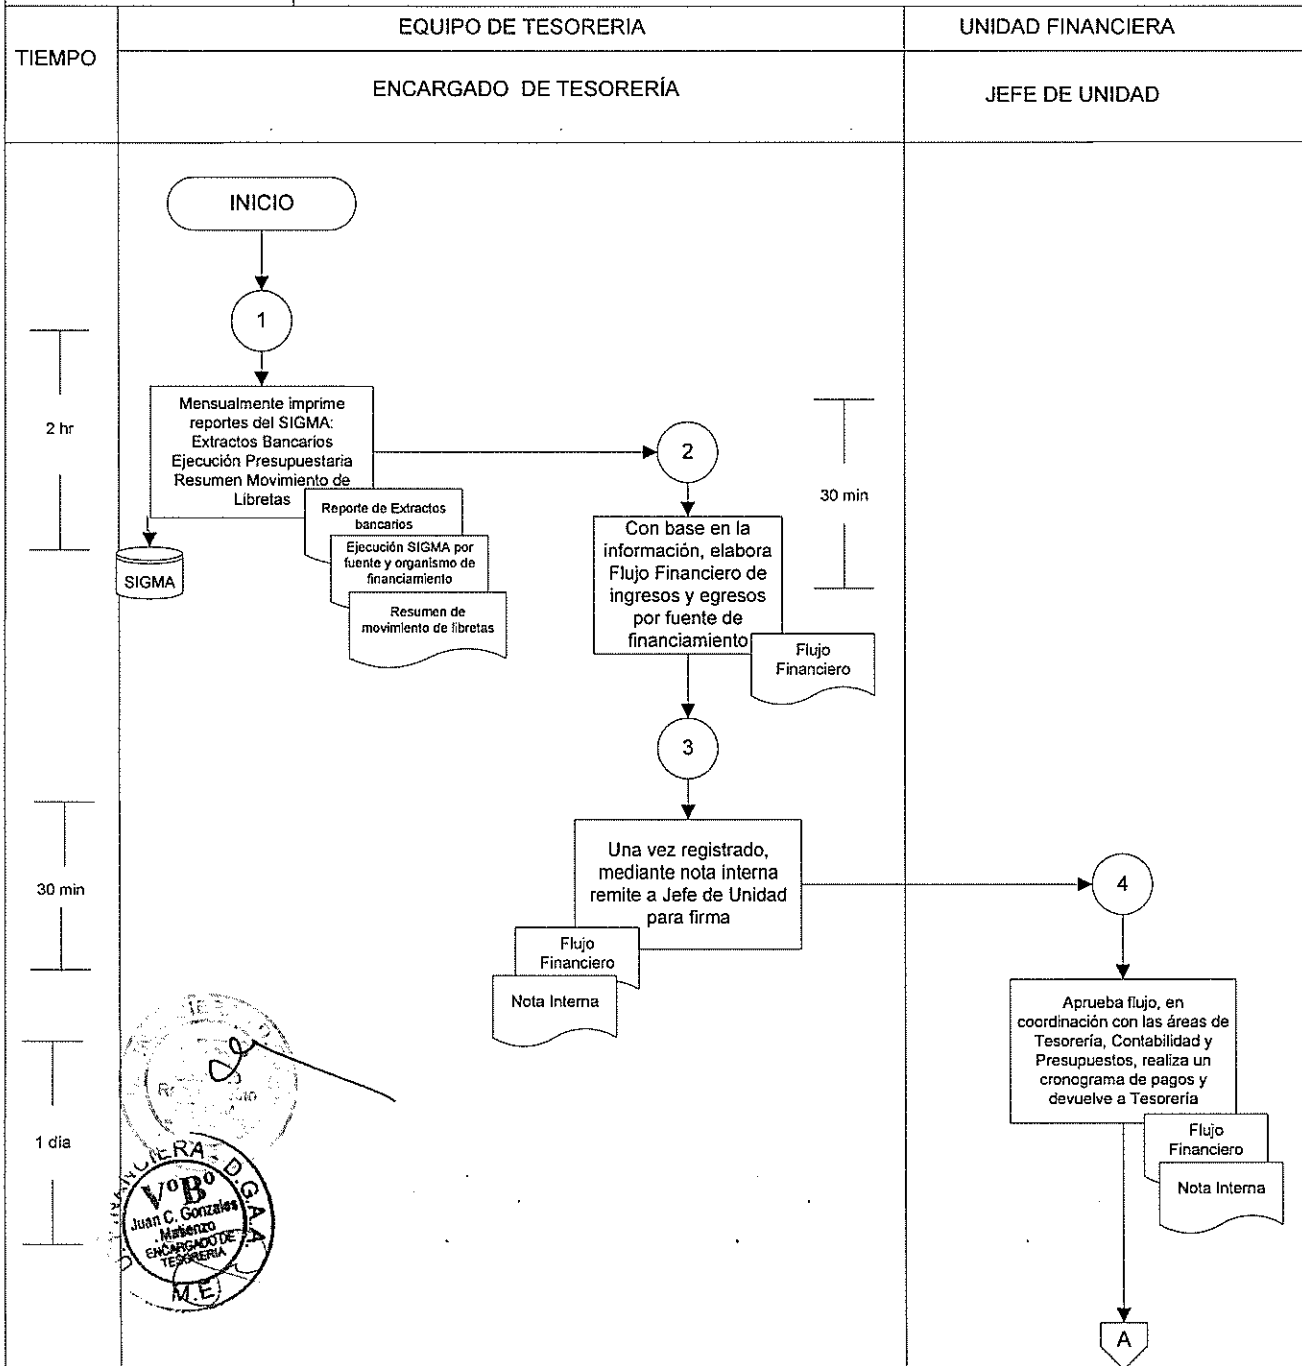 EQUIPO DE TESORERIA
UNIDAD FINANCIERA
TIEMPO
ENCARGADO DE TESORERÍA
JEFE DE UNIDAD
INICIO
1
2 hr
Mensualmente imprime
reportes del SIGMA:
Extractos Bancarios
Ejecución Presupuestaria
Resumen Movimiento de
Libretas
SIGMA
Reporte de Extractos
bancarios
Ejecución SIGMA por
fuente y organismo de
financiamiento
Resumen de
movimiento de libretas
2
30 min
Con base en la
información, elabora
Flujo Financiero de
ingresos y egresos
por fuente de
financiamiento
Flujo
Financiero
3
30 min
Una vez registrado,
mediante nota interna
remite a Jefe de Unidad
para firma
Flujo
Financiero
Nota Interna
4
1 dia
Aprueba flujo, en
coordinación con las áreas de
Tesorería, Contabilidad y
Presupuestos, realiza un
cronograma de pagos y
devuelve a Tesorería
Flujo
Financiero
Nota Interna
A
D.G.A.A.
VºBº
Juan C. Gonzales
Matienzo
ENCARGADO DE
TESORERIA
M.E.